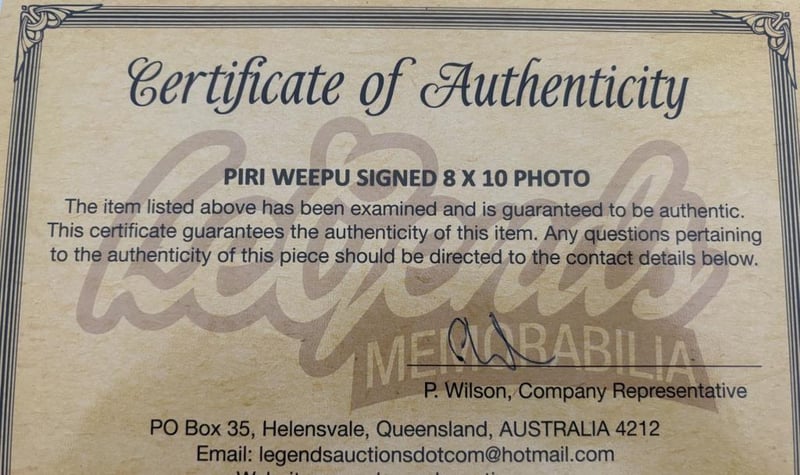 Certificate of Authenticity
Legends
MEMORABILIA
PIRI WEEPU SIGNED 8 X 10 PHOTO
The item listed above has been examined and is guaranteed to be authentic.
This certificate guarantees the authenticity of this item. Any questions pertaining
to the authenticity of this piece should be directed to the contact details below.
P. Wilson, Company Representative
PO Box 35, Helensvale, Queensland, AUSTRALIA 4212
Email: legendsauctionsdotcom@hotmail.com